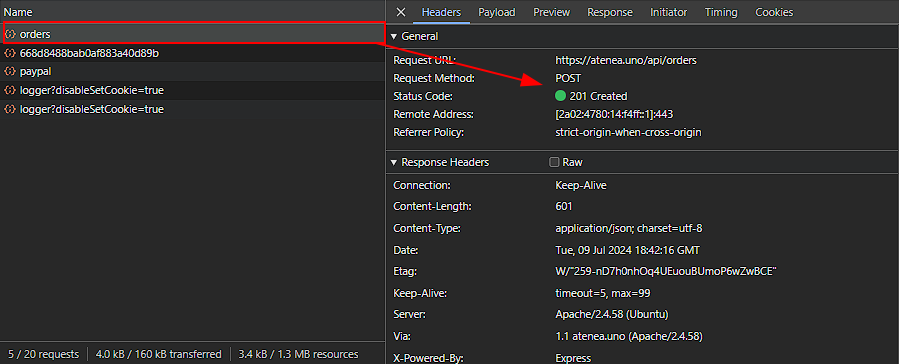 Name
orders
668d8488bab0af883a40d89b
paypal
logger?disableSetCookie=true
logger?disableSetCookie=true
5 / 20 requests 4.0 kB / 160 kB transferred 3.4 kB / 1.3 MB resources
Headers Payload Preview Response Initiator Timing Cookies
General
Request URL: https://atenea.uno/api/orders
Request Method: POST
Status Code: 201 Created
Remote Address: [2a02:4780:14:f4ff::1]:443
Referrer Policy: strict-origin-when-cross-origin
Response Headers Raw
Connection: Keep-Alive
Content-Length: 601
Content-Type: application/json; charset=utf-8
Date: Tue, 09 Jul 2024 18:42:16 GMT
Etag: W/"259-nD7h0nhOq4UEuouBUmoP6wZwBCE"
Keep-Alive: timeout=5, max=99
Server: Apache/2.4.58 (Ubuntu)
Via: 1.1 atenea.uno (Apache/2.4.58)
X-Powered-By: Express